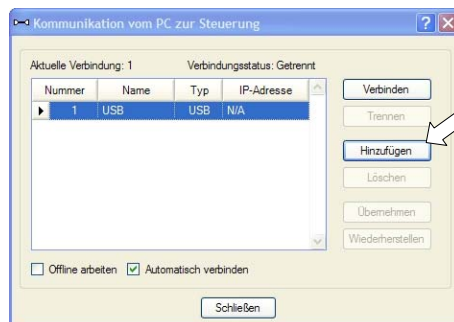 Kommunikation vom PC zur Steuerung
Aktuelle Verbindung: 1 Verbindungsstatus: Getrennt
Nummer Name Typ IP-Adresse
1 USB USB N/A
Verbinden
Trennen
Hinzufügen
Löschen
Übernehmen
Wiederherstellen
Offline arbeiten Automatisch verbinden
Schließen